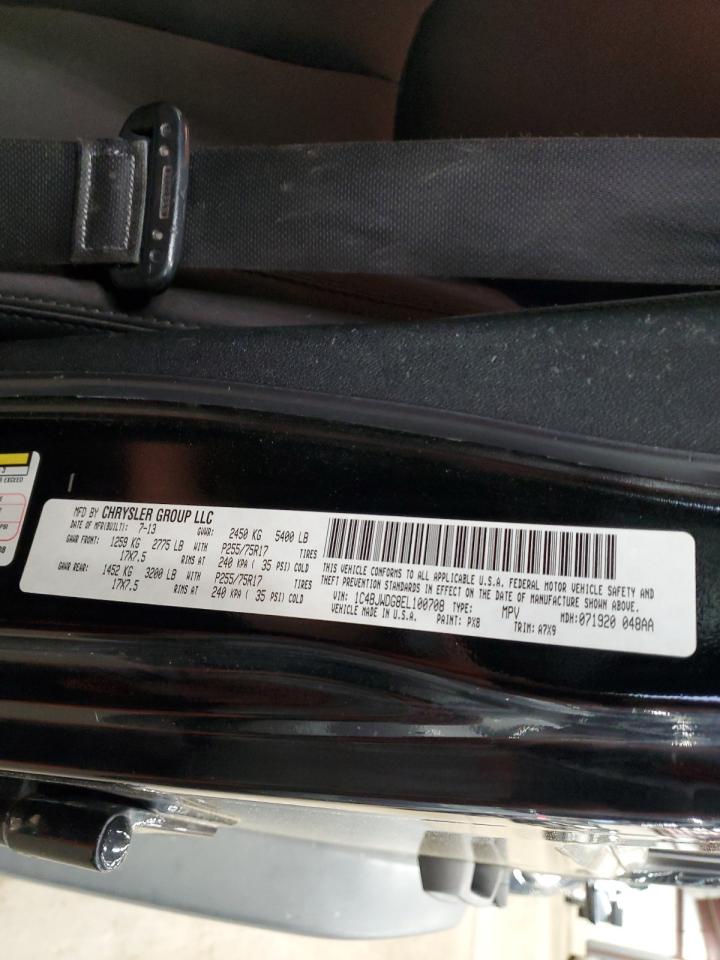 MFD BY CHRYSLER GROUP LLC
DATE OF MFR(BUILT): 7-13 GVWR: 2450 KG 5400 LB
GAWR FRONT: 1259 KG 2775 LB WITH P255/75R17 TIRES
17X7.5 RIMS AT 240 KPA ( 35 PSI) COLD
GAWR REAR: 1452 KG 3200 LB WITH P255/75R17 TIRES
17X7.5 RIMS AT 240 KPA ( 35 PSI) COLD
THIS VEHICLE CONFORMS TO ALL APPLICABLE U.S.A. FEDERAL MOTOR VEHICLE SAFETY AND
THEFT PREVENTION STANDARDS IN EFFECT ON THE DATE OF MANUFACTURE SHOWN ABOVE.
VIN: 1C4BJWDG8EL100708 TYPE: MPV MDH:071920 048AA
VEHICLE MADE IN U.S.A. PAINT: PX8 TRIM: A7X9
EXCEED